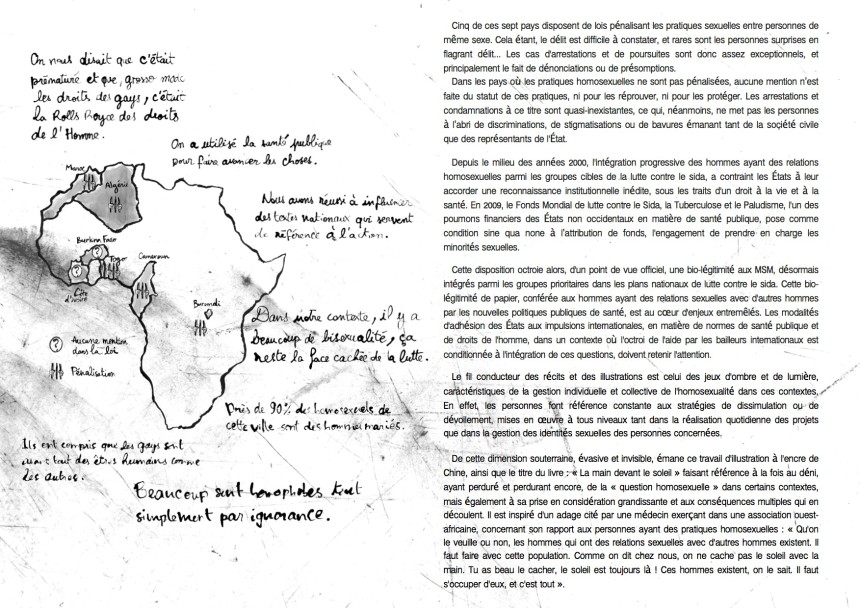 On nous disait que c'était
prématuré et que, grosso modo
les droits des gays, c'était
la Rolls Royce des droits
de l'Homme.
On a utilisé la santé publique
pour faire avancer les choses.
Maroc
Algérie
Nous avons réussi à influencer
des textes nationaux qui servent
de référence à l'action.
Burkina Faso
Togo
Cameroun
Côte
d'Ivoire
Burundi
Dans notre contexte, il y a
beaucoup de bisexualité, ça
reste la face cachée de la lutte.
? Aucune mention
dans la loi
Pénalisation
Près de 90% des homosexuels de
cette ville sont des hommes mariés.
Ils ont compris que les gays sont
avant tout des êtres humains comme
les autres.
Beaucoup sont homophobes tout
simplement par ignorance.
Cinq de ces sept pays disposent de lois pénalisant les pratiques sexuelles entre personnes de
même sexe. Cela étant, le délit est difficile à constater, et rares sont les personnes surprises en
flagrant délit... Les cas d'arrestations et de poursuites sont donc assez exceptionnels, et
principalement le fait de dénonciations ou de présomptions.
Dans les pays où les pratiques homosexuelles ne sont pas pénalisées, aucune mention n'est
faite du statut de ces pratiques, ni pour les réprouver, ni pour les protéger. Les arrestations et
condamnations à ce titre sont quasi-inexistantes, ce qui, néanmoins, ne met pas les personnes
à l'abri de discriminations, de stigmatisations ou de bavures émanant tant de la société civile
que des représentants de l'État.
Depuis le milieu des années 2000, l'intégration progressive des hommes ayant des relations
homosexuelles parmi les groupes cibles de la lutte contre le sida, a contraint les États à leur
accorder une reconnaissance institutionnelle inédite, sous les traits d'un droit à la vie et à la
santé. En 2009, le Fonds Mondial de lutte contre le Sida, la Tuberculose et le Paludisme, l'un des
poumons financiers des États non occidentaux en matière de santé publique, pose comme
condition sine qua none à l'attribution de fonds, l'engagement de prendre en charge les
minorités sexuelles.
Cette disposition octroie alors, d'un point de vue officiel, une bio-légitimité aux MSM, désormais
intégrés parmi les groupes prioritaires dans les plans nationaux de lutte contre le sida. Cette bio-
légitimité de papier, conférée aux hommes ayant des relations sexuelles avec d'autres hommes
par les nouvelles politiques publiques de santé, est au cœur d'enjeux entremêlés. Les modalités
d'adhésion des États aux impulsions internationales, en matière de normes de santé publique et
de droits de l'homme, dans un contexte où l'octroi de l'aide par les bailleurs internationaux est
conditionnée à l'intégration de ces questions, doivent retenir l'attention.
Le fil conducteur des récits et des illustrations est celui des jeux d'ombre et de lumière,
caractéristiques de la gestion individuelle et collective de l'homosexualité dans ces contextes.
En effet, les personnes font référence constante aux stratégies de dissimulation ou de
dévoilement, mises en œuvre à tous niveaux tant dans la réalisation quotidienne des projets
que dans la gestion des identités sexuelles des personnes concernées.
De cette dimension souterraine, évasive et invisible, émane ce travail d'illustration à l'encre de
Chine, ainsi que le titre du livre : « La main devant le soleil » faisant référence à la fois au déni,
ayant perduré et perdurant encore, de la « question homosexuelle » dans certains contextes,
mais également à sa prise en considération grandissante et aux conséquences multiples qui en
découlent. Il est inspiré d'un adage cité par un médecin exerçant dans une association ouest-
africaine, concernant son rapport aux personnes ayant des pratiques homosexuelles : « Qu'on
le veuille ou non, les hommes qui ont des relations sexuelles avec d'autres hommes existent. Il
faut faire avec cette population. Comme on dit chez nous, on ne cache pas le soleil avec la
main. Tu as beau le cacher, le soleil est toujours là ! Ces hommes existent, on le sait. Il faut
s'occuper d'eux, et c'est tout ».